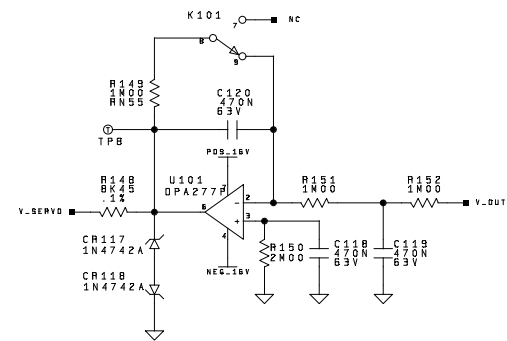 K101
7
NC
8
9
R149
1M00
RN55
C120
470N
63V
TPB
POS_16V
7
R148
8K45
.1%
U101
OPA277P
6
2
-
3
+
4
R151
1M00
R152
1M00
V_SERVO
V_OUT
CR117
1N4742A
CR118
1N4742A
R150
2M00
C118
470N
63V
C119
470N
63V
NEG_16V
T